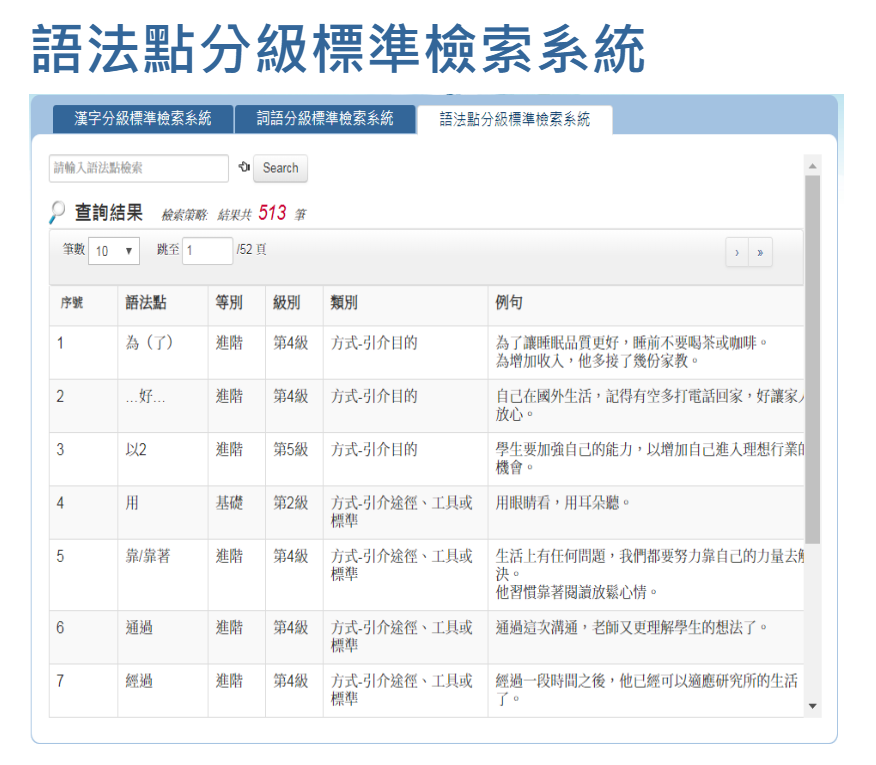 語法點分級標準檢索系統
漢字分級標準檢索系統 詞語分級標準檢索系統 語法點分級標準檢索系統
請輸入語法點檢索 Search
查詢結果 檢索策略: 結果共 513 筆
筆數 10 ▼ 跳至 1 /52 頁 › »
序號 語法點 等別 級別 類別 例句
1 為（了） 進階 第4級 方式-引介目的 為了讓睡眠品質更好，睡前不要喝茶或咖啡。
為增加收入，他多接了幾份家教。
2 …好… 進階 第4級 方式-引介目的 自己在國外生活，記得有空多打電話回家，好讓家人
放心。
3 以2 進階 第5級 方式-引介目的 學生要加強自己的能力，以增加自己進入理想行業的
機會。
4 用 基礎 第2級 方式-引介途徑、工具或 用眼睛看，用耳朵聽。
標準
5 靠/靠著 進階 第4級 方式-引介途徑、工具或 生活上有任何問題，我們都要努力靠自己的力量去解
標準 決。
他習慣靠著閱讀放鬆心情。
6 通過 進階 第4級 方式-引介途徑、工具或 通過這次溝通，老師又更理解學生的想法了。
標準
7 經過 進階 第4級 方式-引介途徑、工具或 經過一段時間之後，他已經可以適應研究所的生活
標準 了。